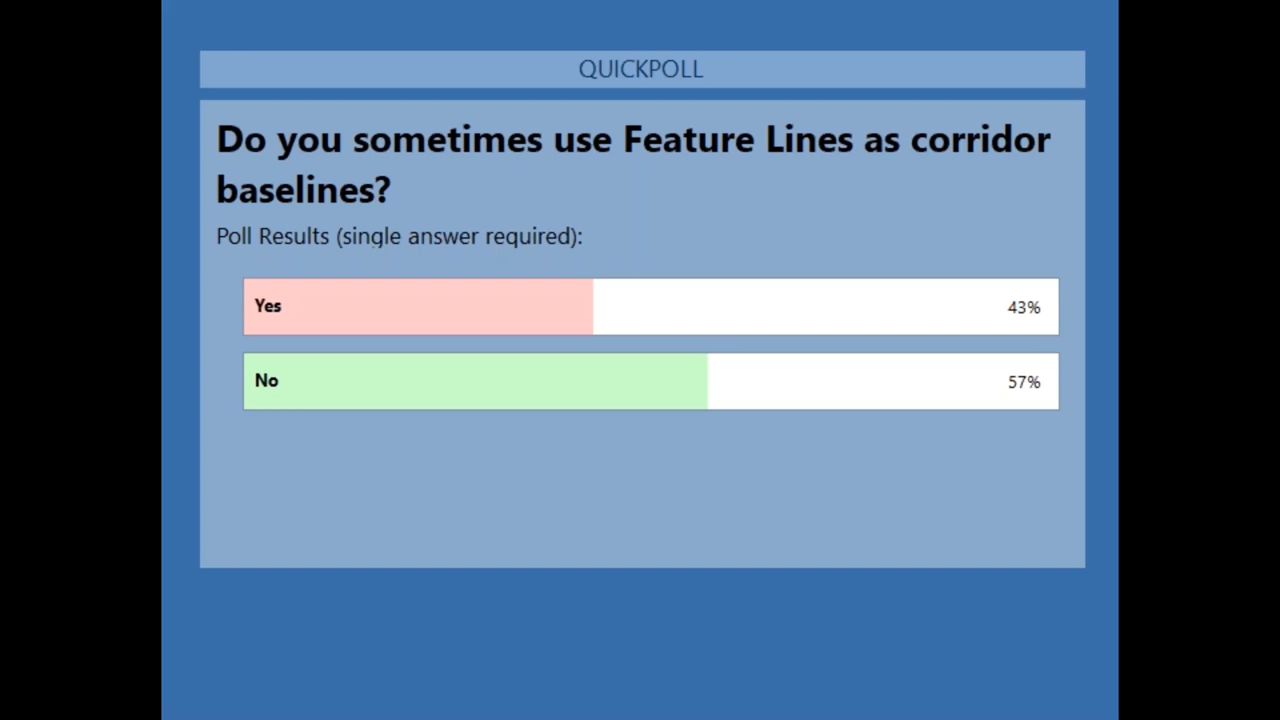 QUICKPOLL
Do you sometimes use Feature Lines as corridor
baselines?
Poll Results (single answer required):
Yes 43%
No 57%